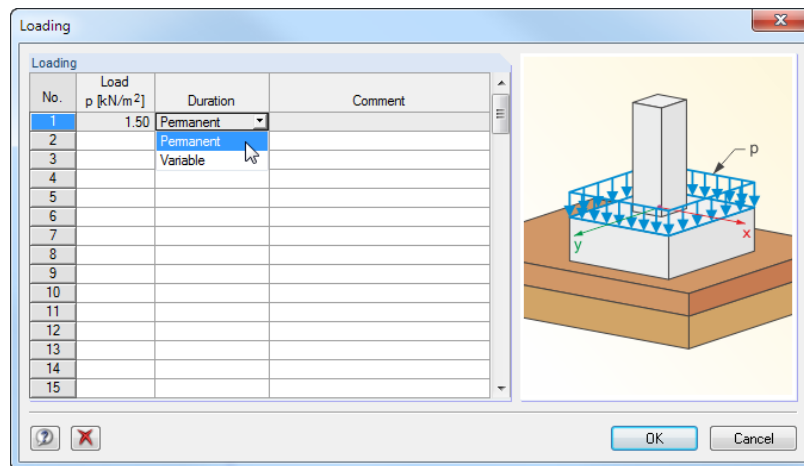 Loading
x
Loading
No.
Load
p [kN/m²]
Duration
Comment
1 1.50 Permanent
2 Permanent
3 Variable
4
5
6
7
8
9
10
11
12
13
14
15
p
x
y
OK
Cancel